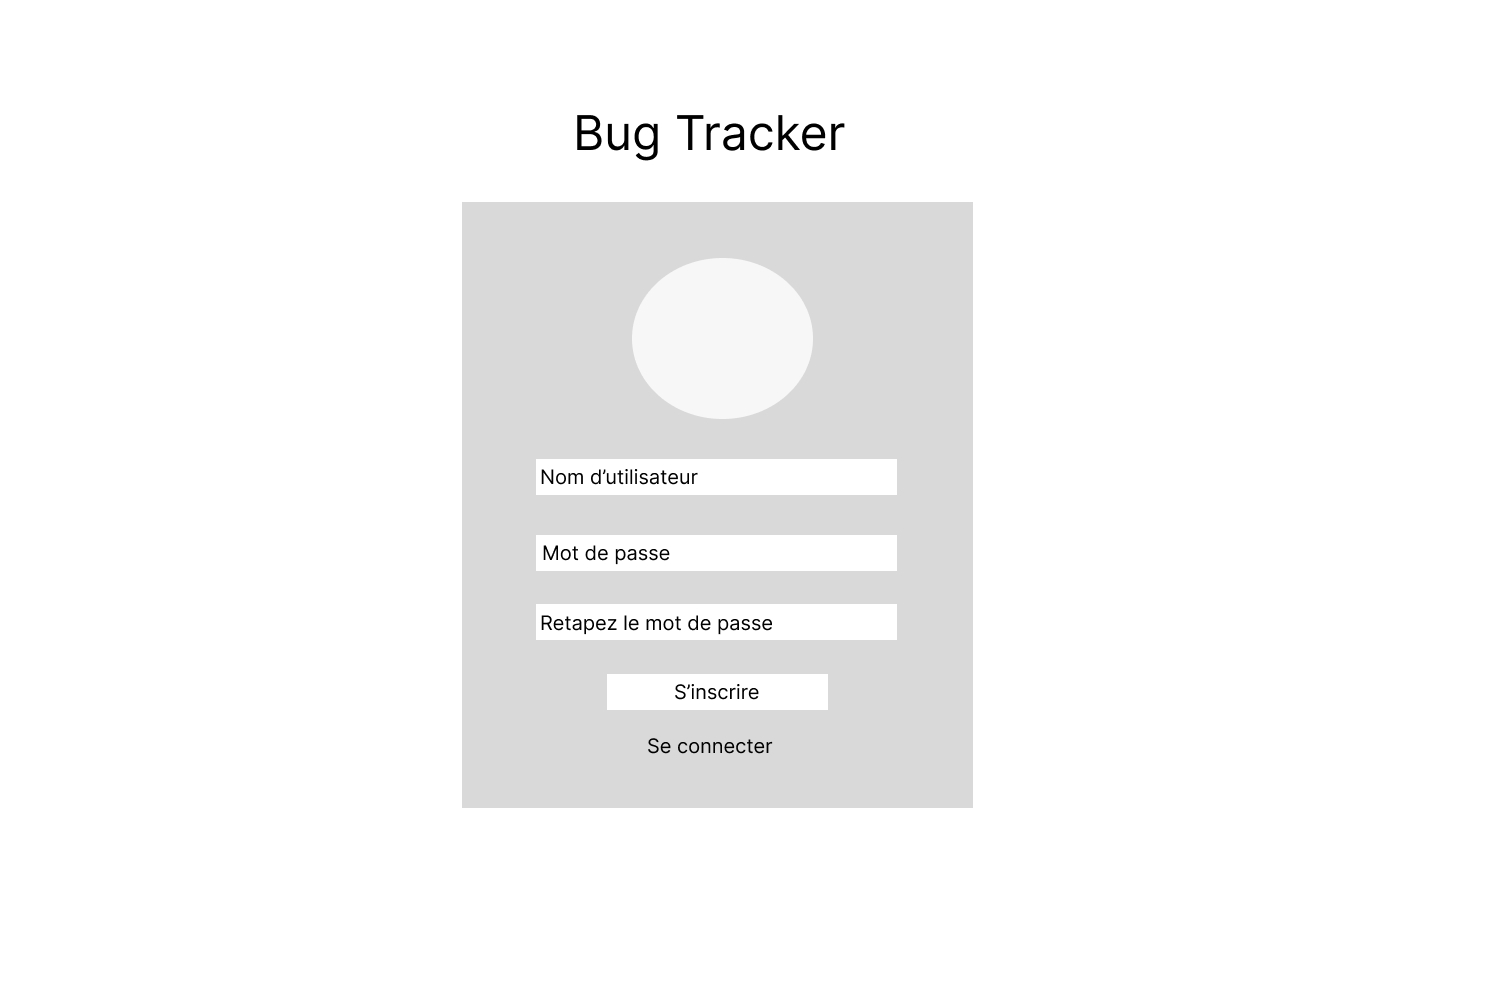 Bug Tracker
Nom d’utilisateur
Mot de passe
Retapez le mot de passe
S’inscrire
Se connecter